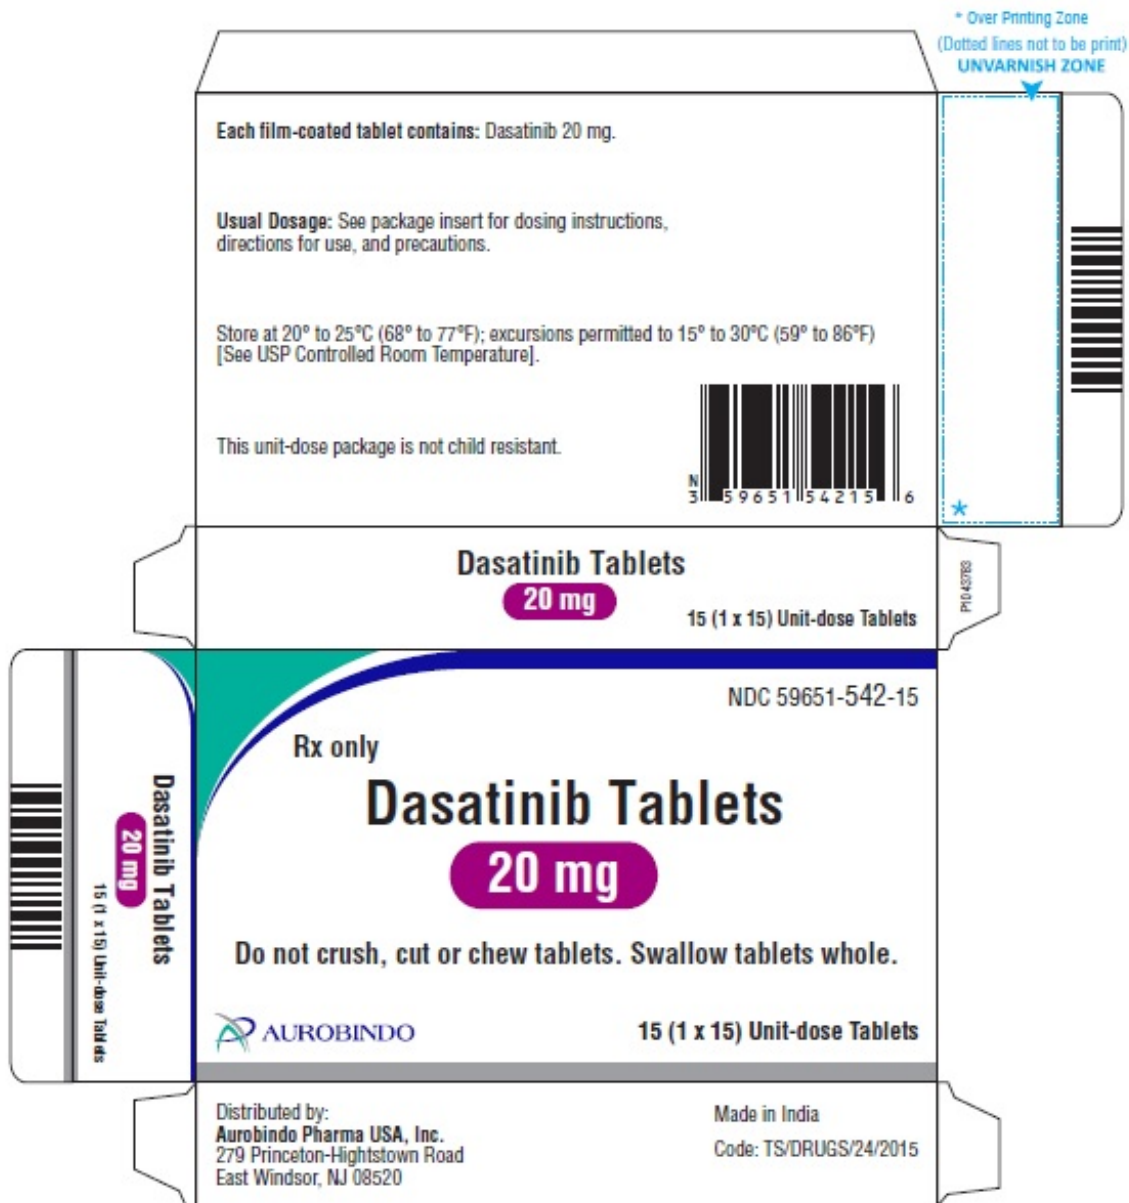 * Over Printing Zone
(Dotted lines not to be print)
UNVARNISH ZONE
Each film-coated tablet contains: Dasatinib 20 mg.
Usual Dosage: See package insert for dosing instructions,
directions for use, and precautions.
Store at 20° to 25°C (68° to 77°F); excursions permitted to 15° to 30°C (59° to 86°F)
[See USP Controlled Room Temperature].
This unit-dose package is not child resistant.
N
3 59651 54215 6
*
Dasatinib Tablets
20 mg
15 (1 x 15) Unit-dose Tablets
P1043783
NDC 59651-542-15
Rx only
Dasatinib Tablets
20 mg
Do not crush, cut or chew tablets. Swallow tablets whole.
AUROBINDO
15 (1 x 15) Unit-dose Tablets
Dasatinib Tablets
20 mg
15 (1 x 15) Unit-dose Tablets
Distributed by:
Aurobindo Pharma USA, Inc.
279 Princeton-Hightstown Road
East Windsor, NJ 08520
Made in India
Code: TS/DRUGS/24/2015